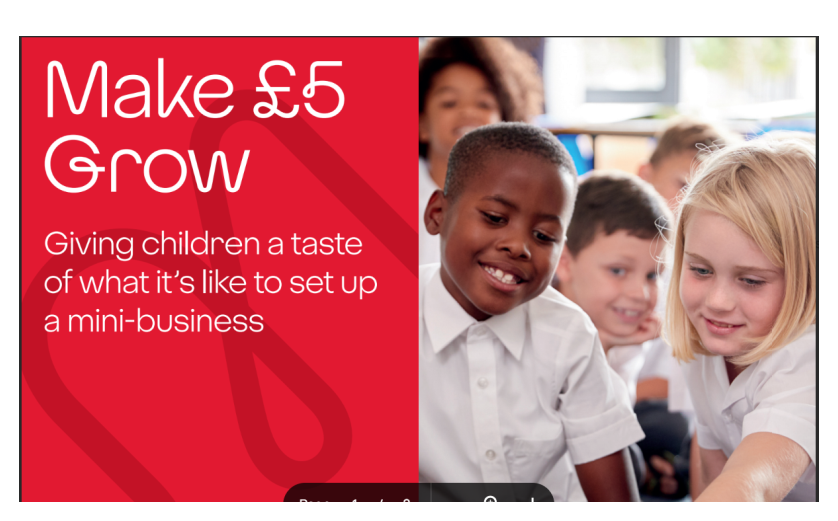 Make £5
Grow
Giving children a taste
of what it's like to set up
a mini-business